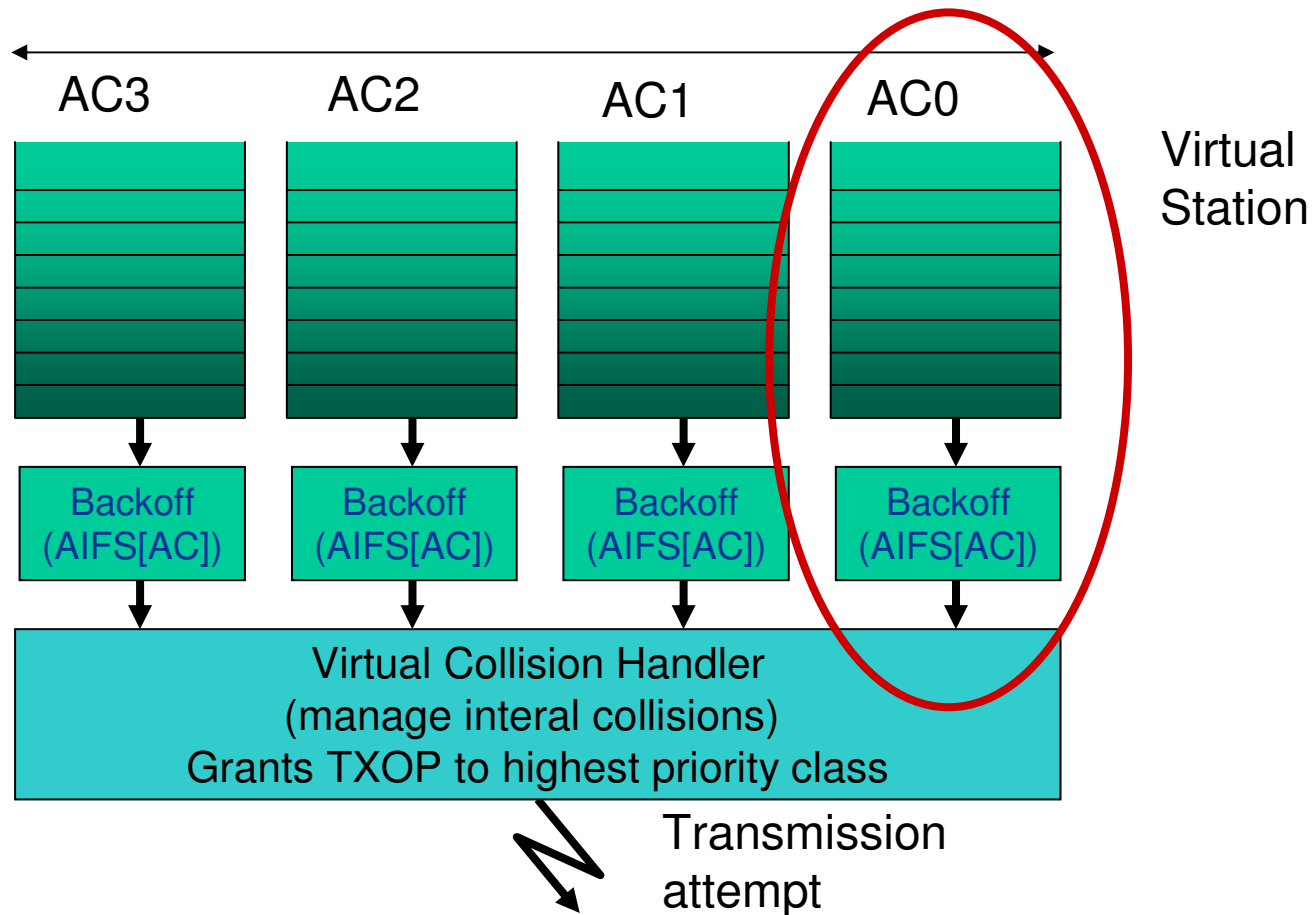 AC3
AC2
AC1
AC0
Virtual
Station
Backoff
(AIFS[AC])
Backoff
(AIFS[AC])
Backoff
(AIFS[AC])
Backoff
(AIFS[AC])
Virtual Collision Handler
(manage interal collisions)
Grants TXOP to highest priority class
Transmission
attempt